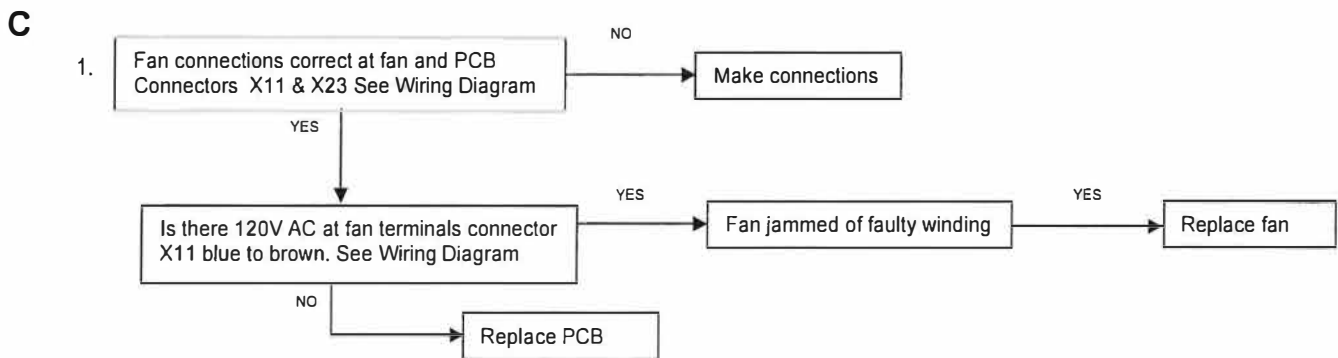 C
1.
Fan connections correct at fan and PCB
Connectors X11 & X23 See Wiring Diagram
NO
Make connections
YES
Is there 120V AC at fan terminals connector
X11 blue to brown. See Wiring Diagram
YES
Fan jammed of faulty winding
YES
Replace fan
NO
Replace PCB